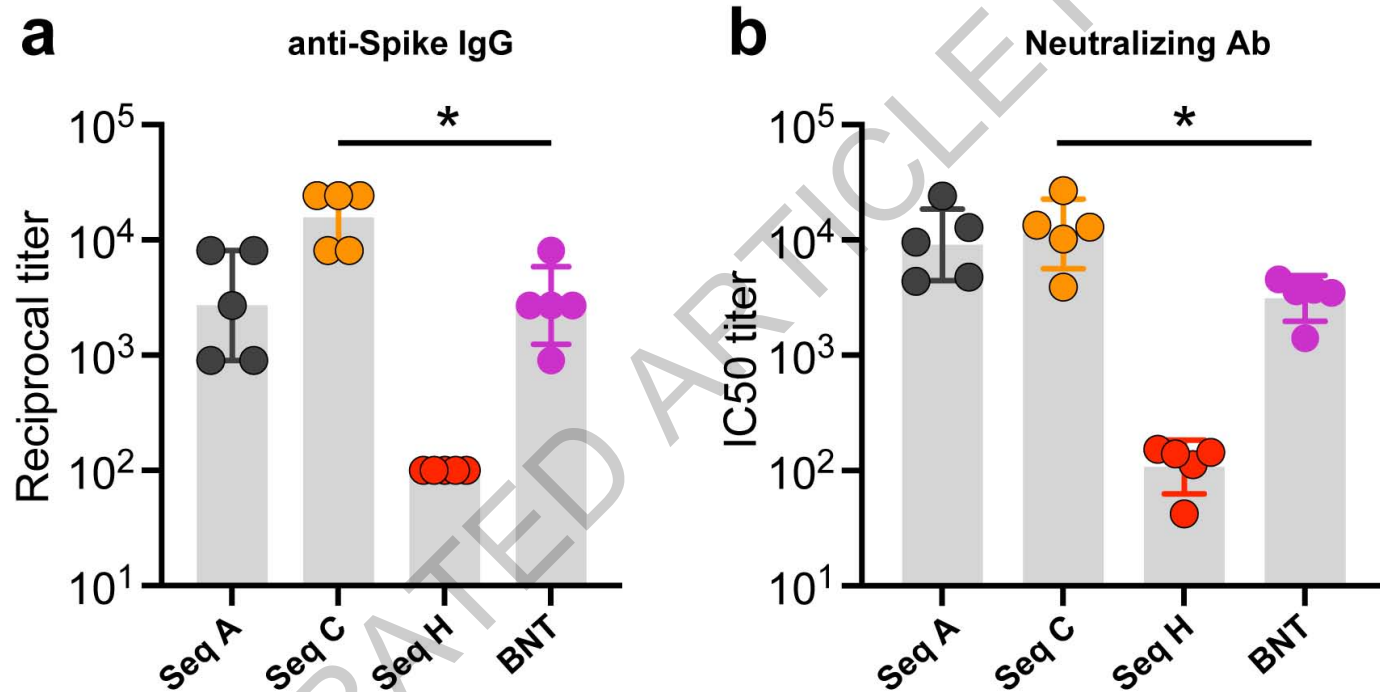 a
anti-Spike IgG
*
Reciprocal titer
10⁵
10⁴
10³
10²
10¹
Seq A
Seq C
Seq H
BNT
b
Neutralizing Ab
*
IC50 titer
10⁵
10⁴
10³
10²
10¹
Seq A
Seq C
Seq H
BNT
RATED ARTICLE